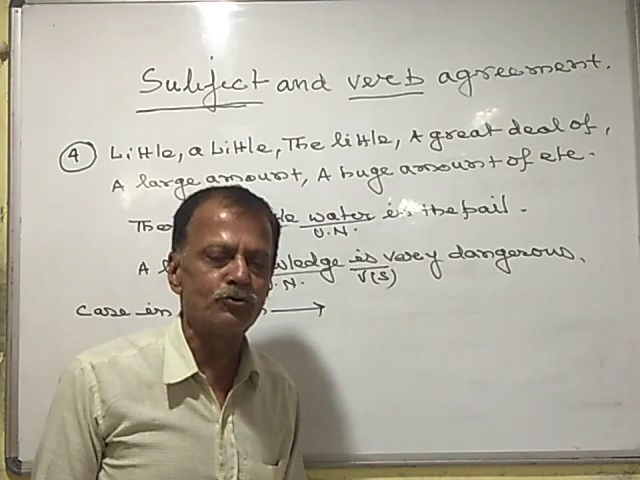 Subject and verb agreement.
4 Little, a little, The little, A great deal of,
A large amount, A huge amount of etc.
water in the pail.
U.N.
A is very dangerous.
.N. V(S)
Case in →